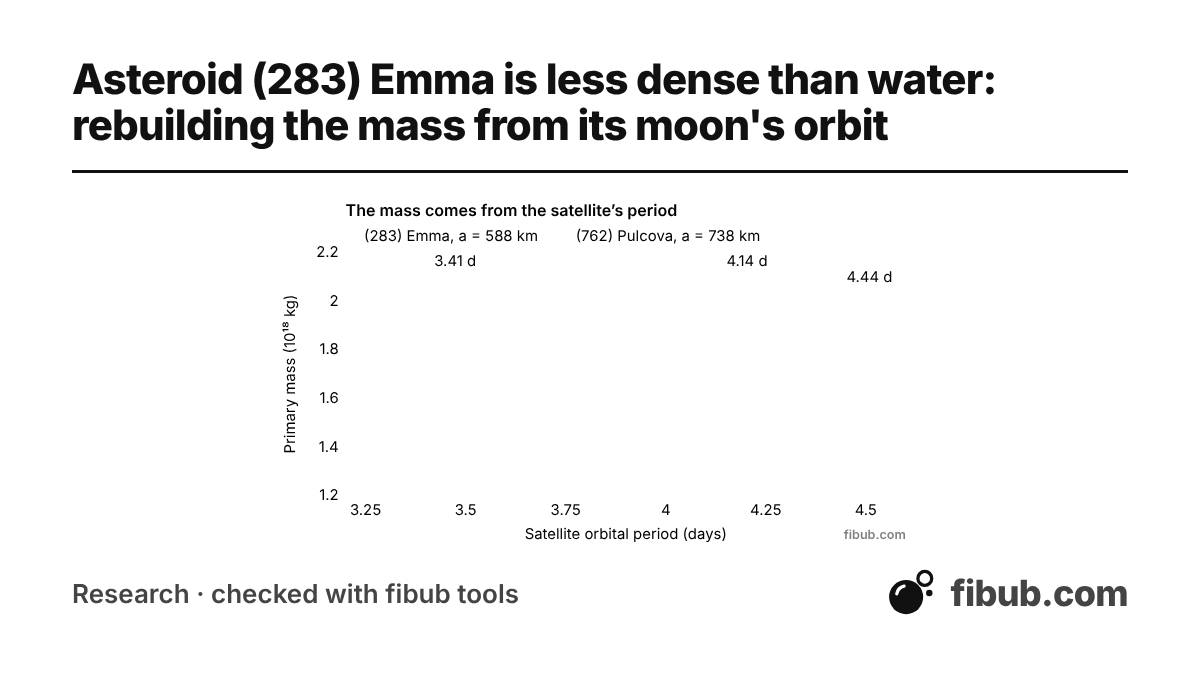 Asteroid (283) Emma is less dense than water:
rebuilding the mass from its moon's orbit
The mass comes from the satellite’s period
(283) Emma, a = 588 km
(762) Pulcova, a = 738 km
3.41 d
4.14 d
4.44 d
2.2
2
1.8
1.6
1.4
1.2
Primary mass (10¹⁸ kg)
3.25
3.5
3.75
4
4.25
4.5
Satellite orbital period (days)
fibub.com
Research · checked with fibub tools
fibub.com